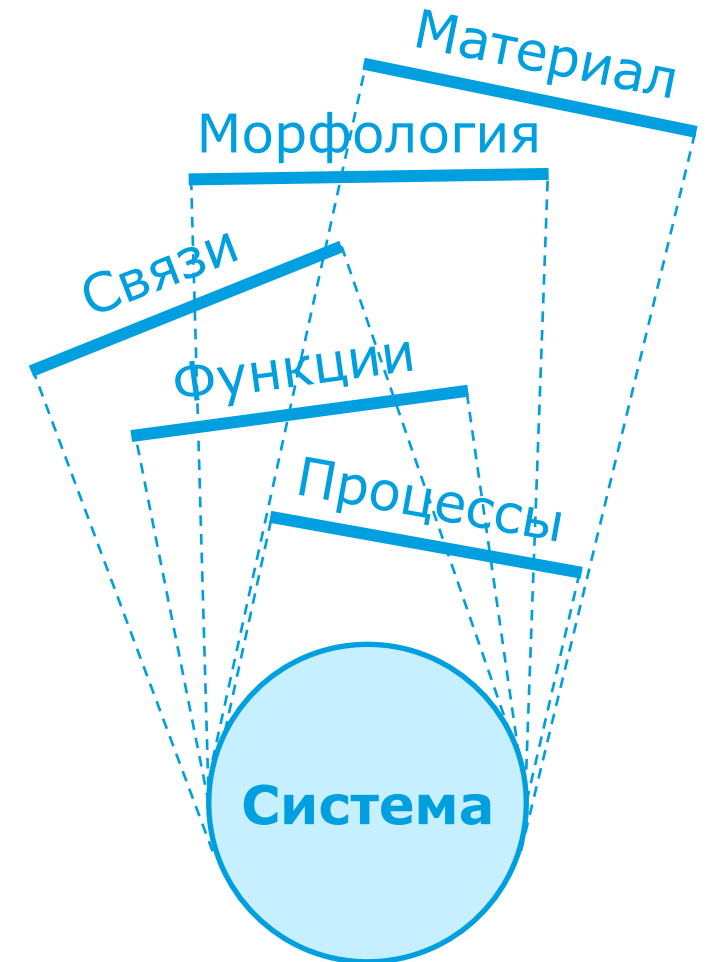 Материал
Морфология
Связи
Функции
Процессы
Система